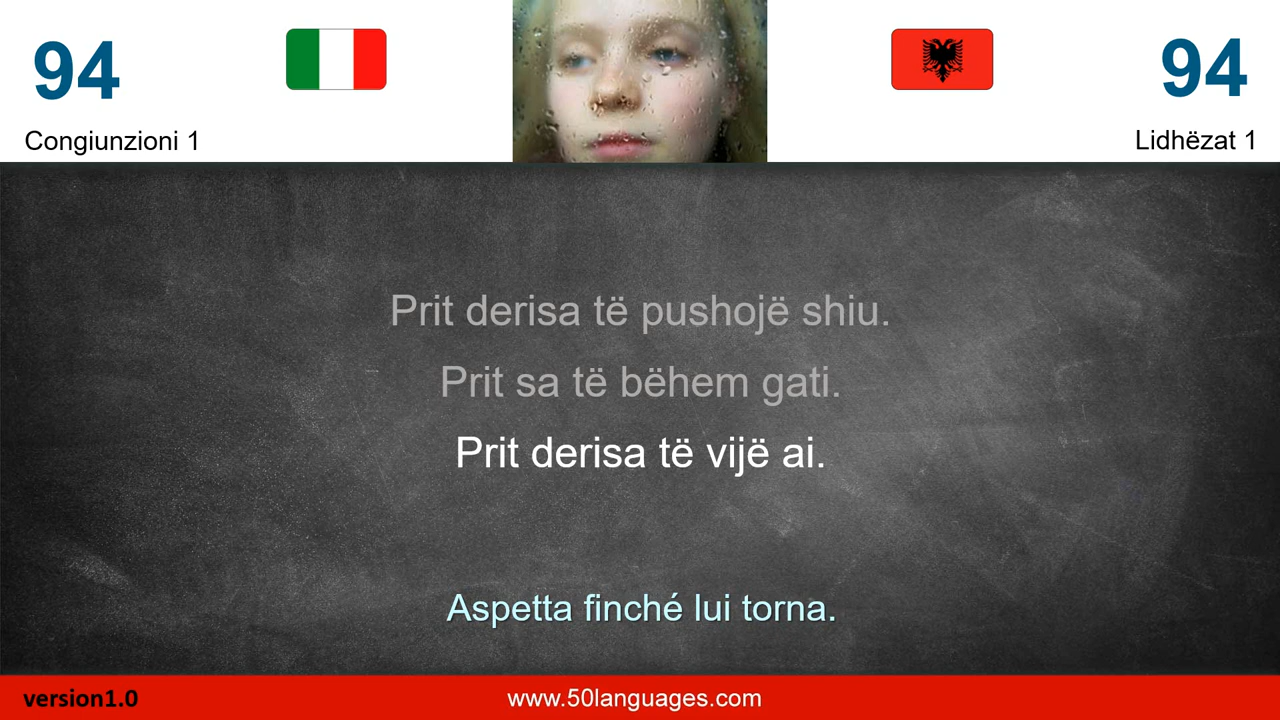 94
94
Congiunzioni 1
Lidhëzat 1
Prit derisa të pushojë shiu.
Prit sa të bëhem gati.
Prit derisa të vijë ai.
Aspetta finché lui torna.
version1.0
www.50languages.com